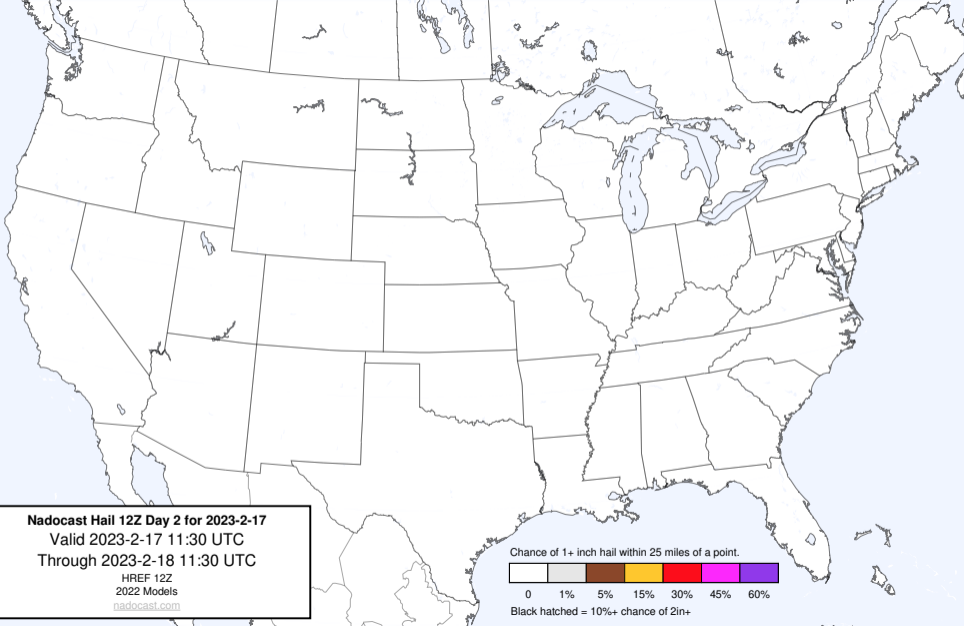 Nadocast Hail 12Z Day 2 for 2023-2-17
Valid 2023-2-17 11:30 UTC
Through 2023-2-18 11:30 UTC
HREF 12Z
2022 Models
nadocast.com
Chance of 1+ inch hail within 25 miles of a point.
0 1% 5% 15% 30% 45% 60%
Black hatched = 10%+ chance of 2in+